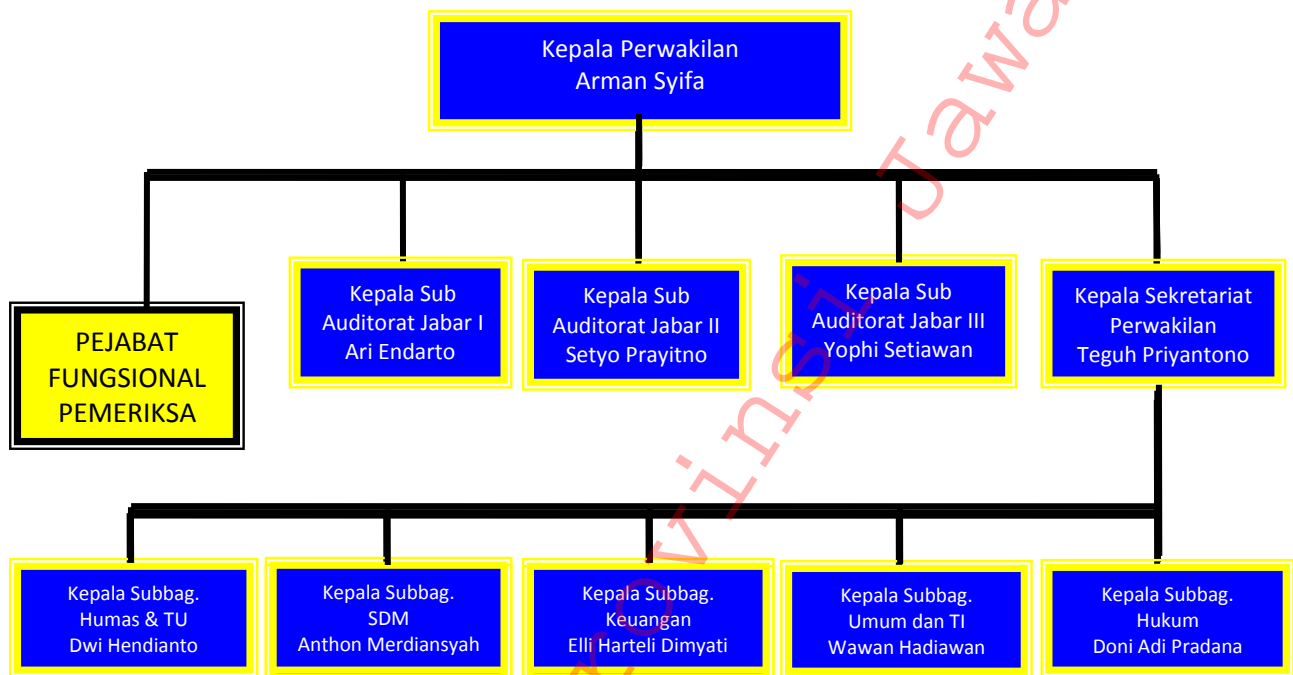 Kepala Perwakilan
Arman Syifa
Kepala Sub
Auditorat Jabar I
Ari Endarto
Kepala Sub
Auditorat Jabar II
Setyo Prayitno
Kepala Sub
Auditorat Jabar III
Yophi Setiawan
Kepala Sekretariat
Perwakilan
Teguh Priyantono
PEJABAT
FUNGSIONAL
PEMERIKSA
Kepala Subbag.
Humas & TU
Dwi Hendianto
Kepala Subbag.
SDM
Anthon Merdiansyah
Kepala Subbag.
Keuangan
Elli Harteli Dimyati
Kepala Subbag.
Umum dan TI
Wawan Hadiawan
Kepala Subbag.
Hukum
Doni Adi Pradana
rovinsi Jawa